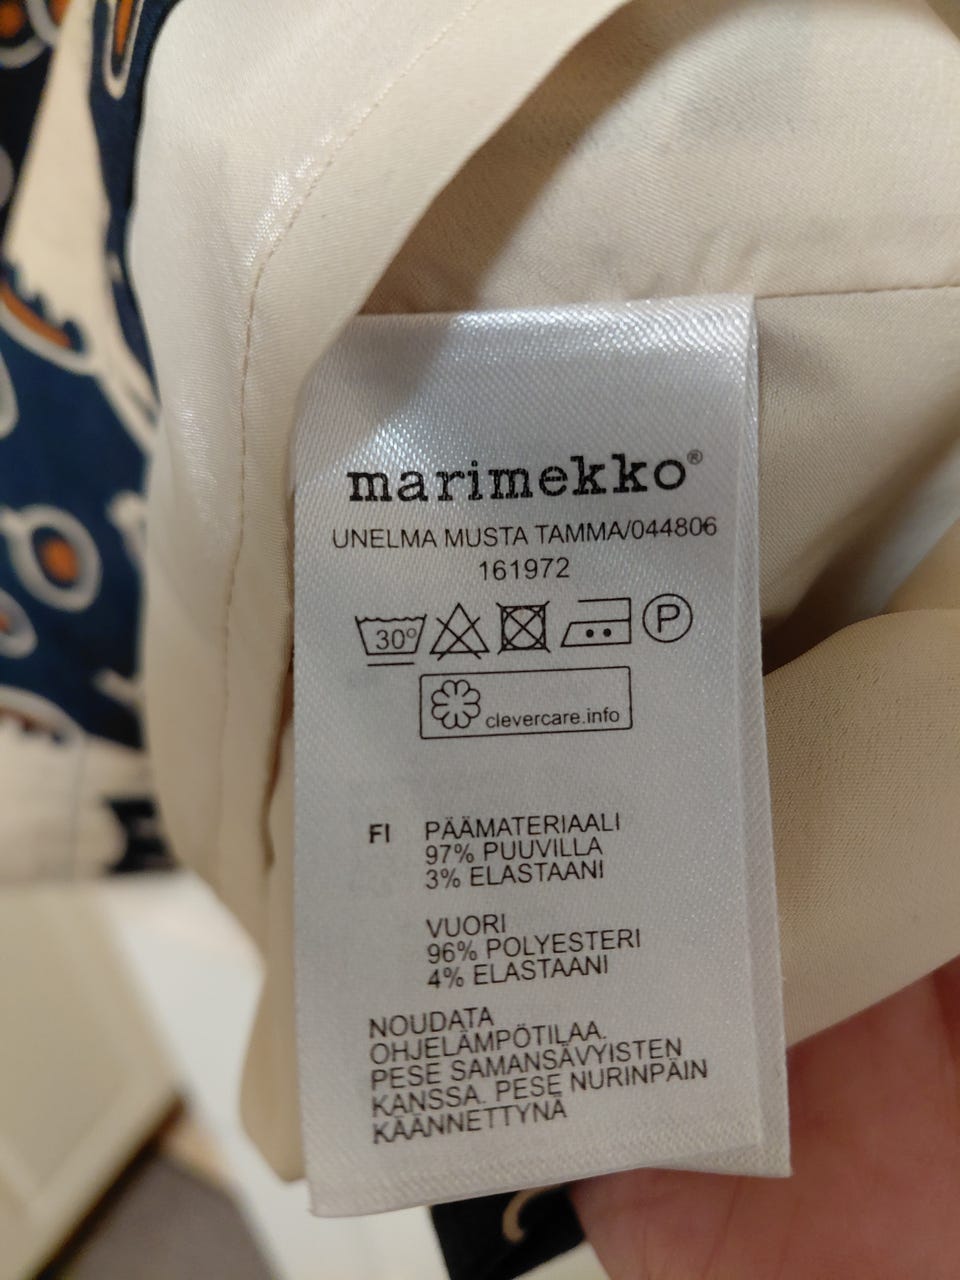 marimekko®
UNELMA MUSTA TAMMA/044806
161972
30°
P
clevercare.info
FI PÄÄMATERIAALI
97% PUUVILLA
3% ELASTAANI
VUORI
96% POLYESTERI
4% ELASTAANI
NOUDATA
OHJELÄMPÖTILAA.
PESE SAMANSÄVYISTEN
KANSSA. PESE NURINPÄIN
KÄÄNNETTYNÄ